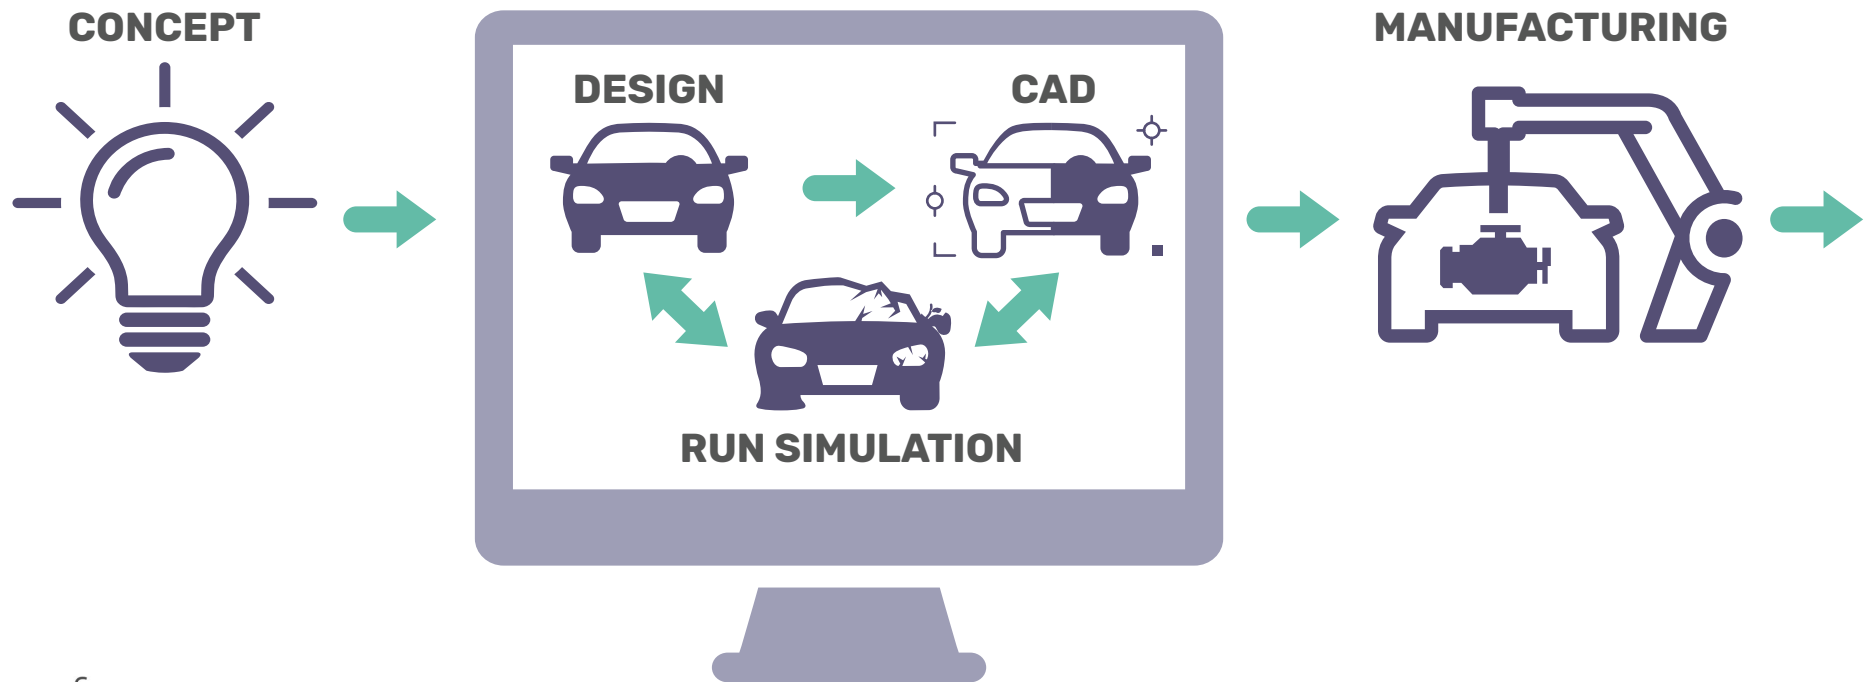 CONCEPT
MANUFACTURING
DESIGN
CAD
RUN SIMULATION